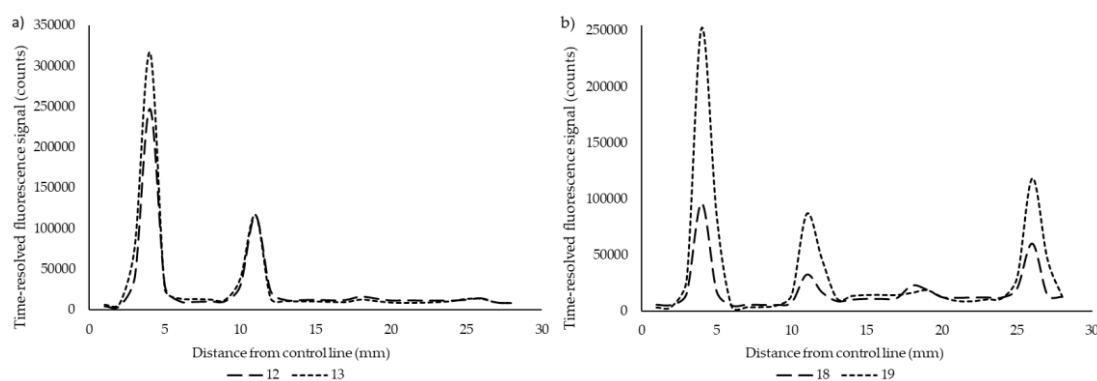 a)
Time-resolved fluorescence signal (counts)
350000
300000
250000
200000
150000
100000
50000
0
0 5 10 15 20 25 30
Distance from control line (mm)
12 13
b)
Time-resolved fluorescence signal (counts)
250000
200000
150000
100000
50000
0
0 5 10 15 20 25 30
Distance from control line (mm)
18 19